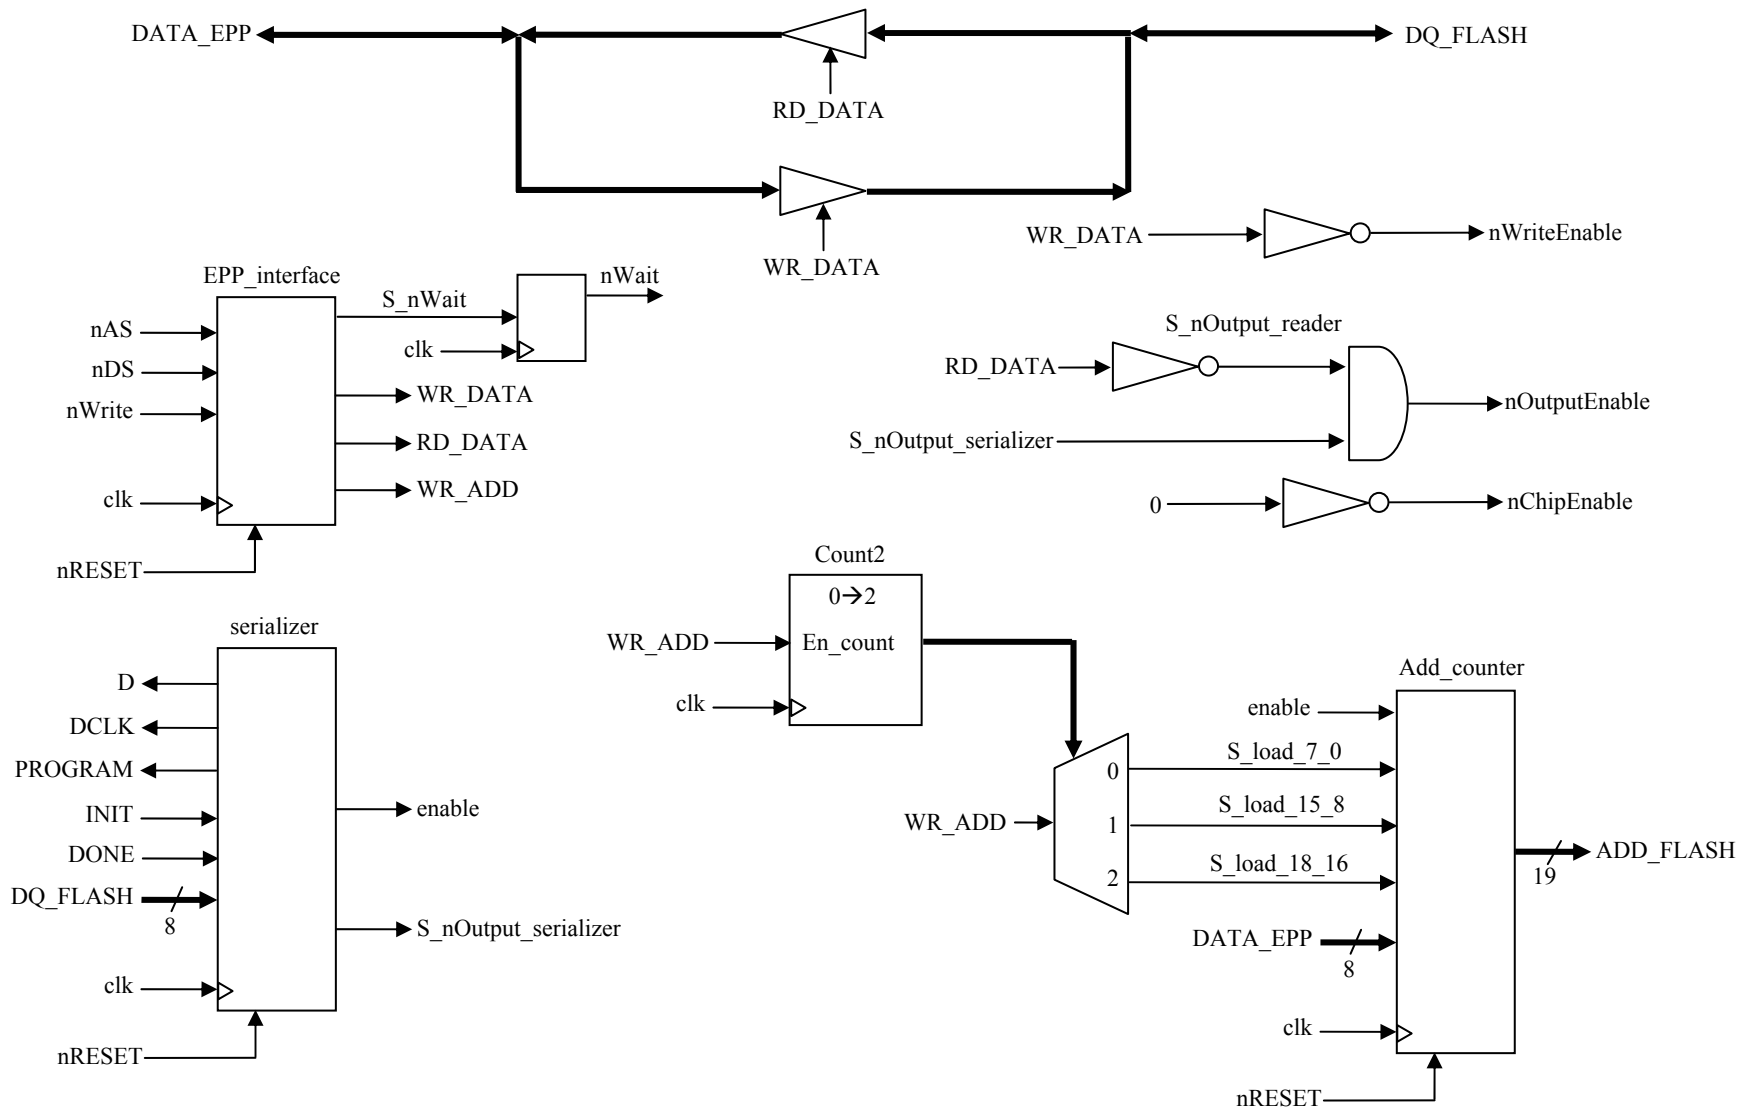 DATA_EPP
DQ_FLASH
RD_DATA
WR_DATA
WR_DATA
nWriteEnable
EPP_interface
S_nWait
nWait
nAS
nDS
nWrite
clk
clk
WR_DATA
RD_DATA
WR_ADD
nRESET
S_nOutput_reader
RD_DATA
S_nOutput_serializer
nOutputEnable
0
nChipEnable
Count2
0→2
WR_ADD
En_count
clk
serializer
D
DCLK
PROGRAM
INIT
DONE
DQ_FLASH
8
clk
nRESET
enable
S_nOutput_serializer
WR_ADD
0
1
2
Add_counter
enable
S_load_7_0
S_load_15_8
S_load_18_16
DATA_EPP
8
clk
nRESET
ADD_FLASH
19